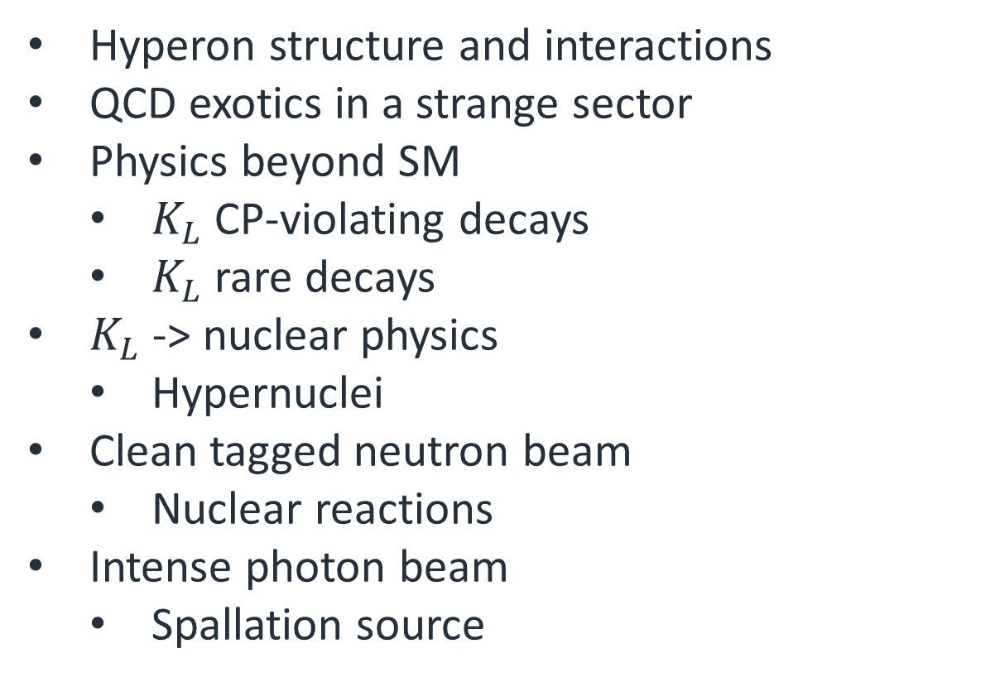 • Hyperon structure and interactions
• QCD exotics in a strange sector
• Physics beyond SM
• K_L CP-violating decays
• K_L rare decays
• K_L -> nuclear physics
• Hypernuclei
• Clean tagged neutron beam
• Nuclear reactions
• Intense photon beam
• Spallation source